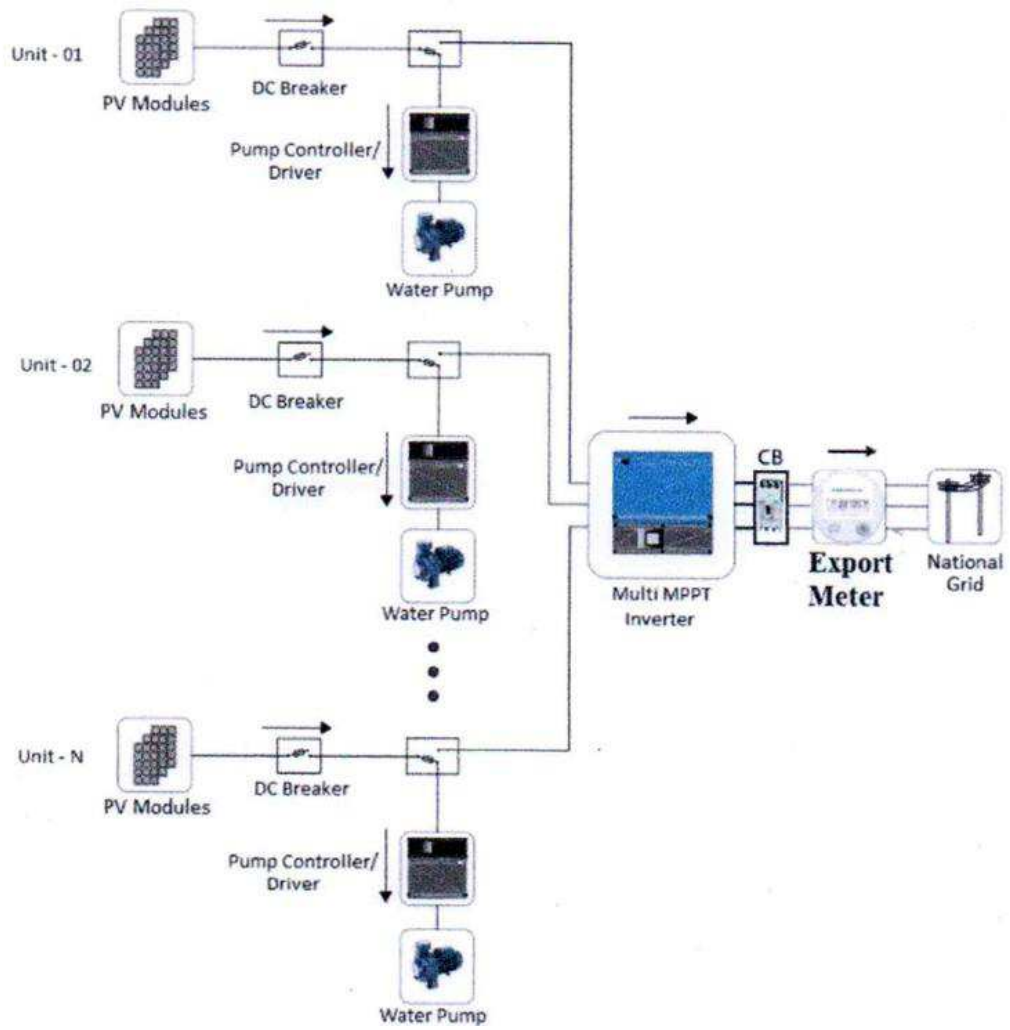 Unit - 01
PV Modules
DC Breaker
Pump Controller/
Driver
Water Pump
Unit - 02
PV Modules
DC Breaker
Pump Controller/
Driver
Water Pump
Multi MPPT
Inverter
CB
Export
Meter
National
Grid
Unit - N
PV Modules
DC Breaker
Pump Controller/
Driver
Water Pump